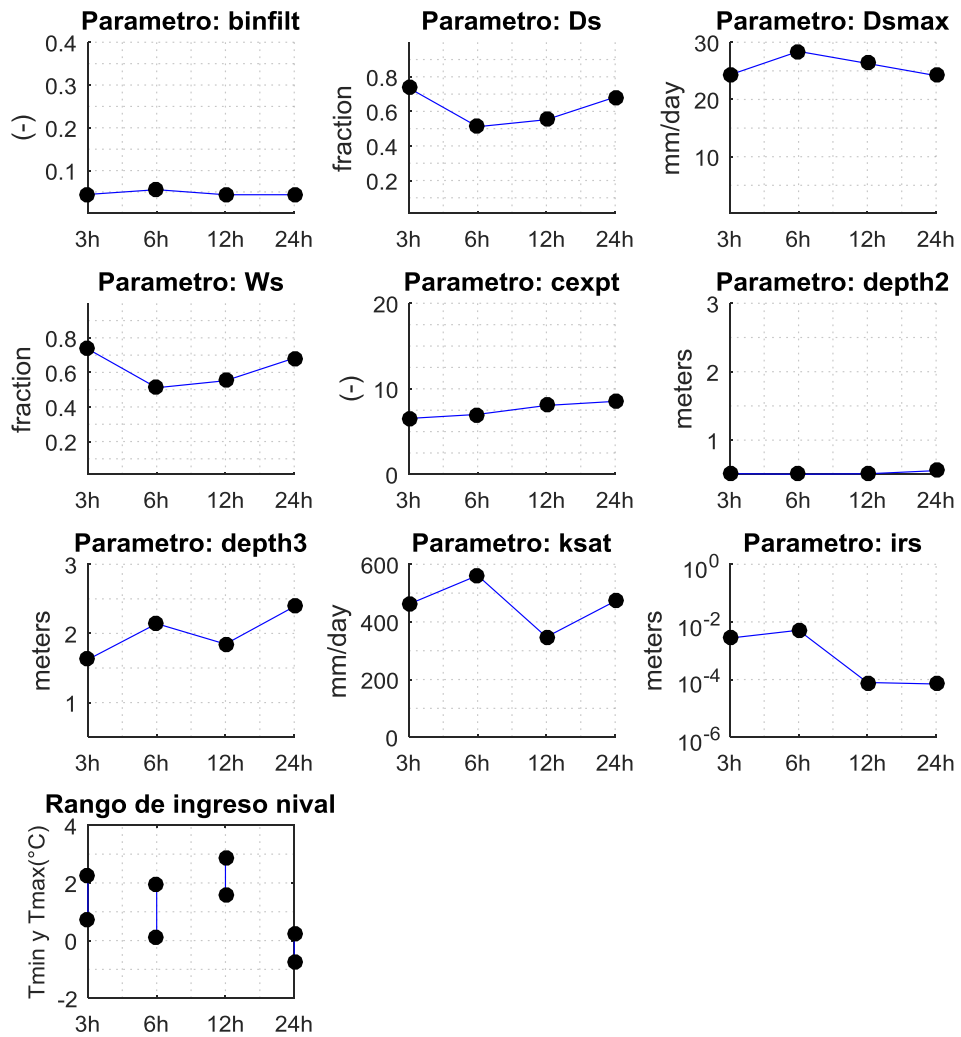 Parametro: binfilt
0.4
0.3
0.2
0.1
(-)
3h 6h 12h 24h
Parametro: Ds
0.8
0.6
0.4
0.2
fraction
3h 6h 12h 24h
Parametro: Dsmax
30
20
10
mm/day
3h 6h 12h 24h
Parametro: Ws
0.8
0.6
0.4
0.2
fraction
3h 6h 12h 24h
Parametro: cexpt
20
10
0
(-)
3h 6h 12h 24h
Parametro: depth2
3
2
1
meters
3h 6h 12h 24h
Parametro: depth3
3
2
1
meters
3h 6h 12h 24h
Parametro: ksat
600
400
200
0
mm/day
3h 6h 12h 24h
Parametro: irs
10^0
10^-2
10^-4
10^-6
meters
3h 6h 12h 24h
Rango de ingreso nival
4
2
0
-2
Tmin y Tmax(°C)
3h 6h 12h 24h